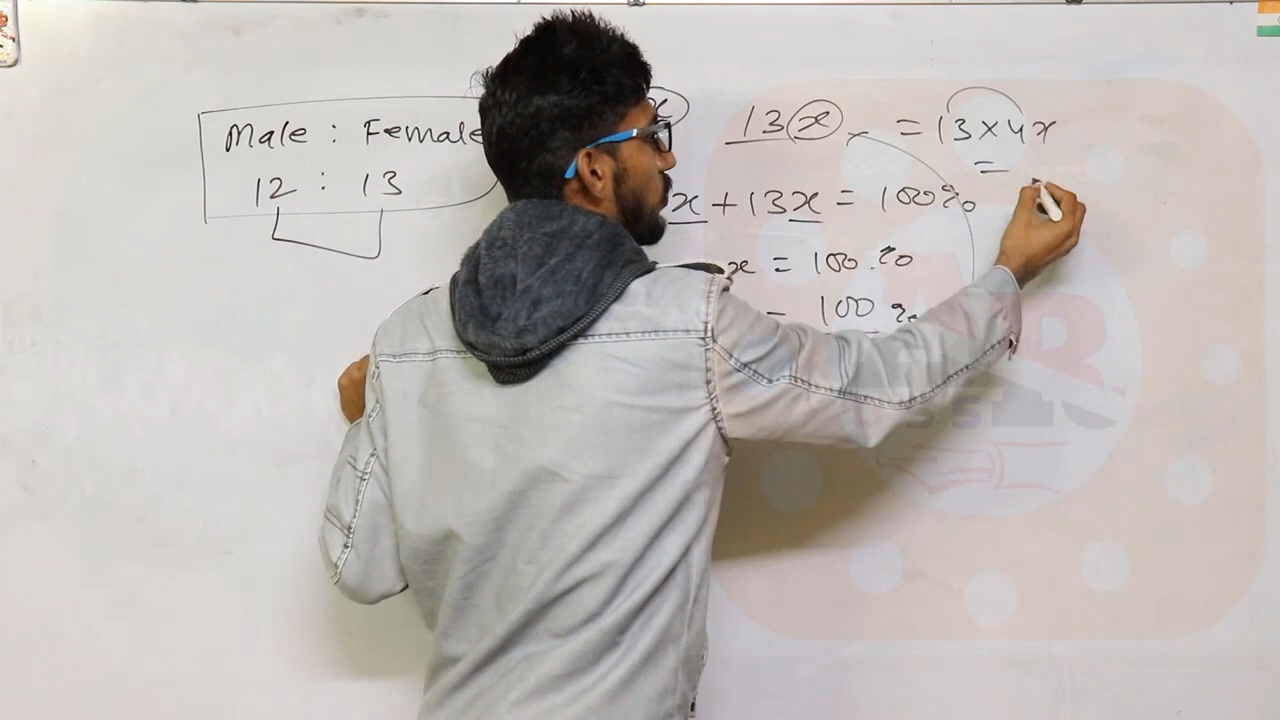 Male : Female
12 : 13
x
13x = 13×4x
x + 13x = 100%
x = 100.%
= 100 %